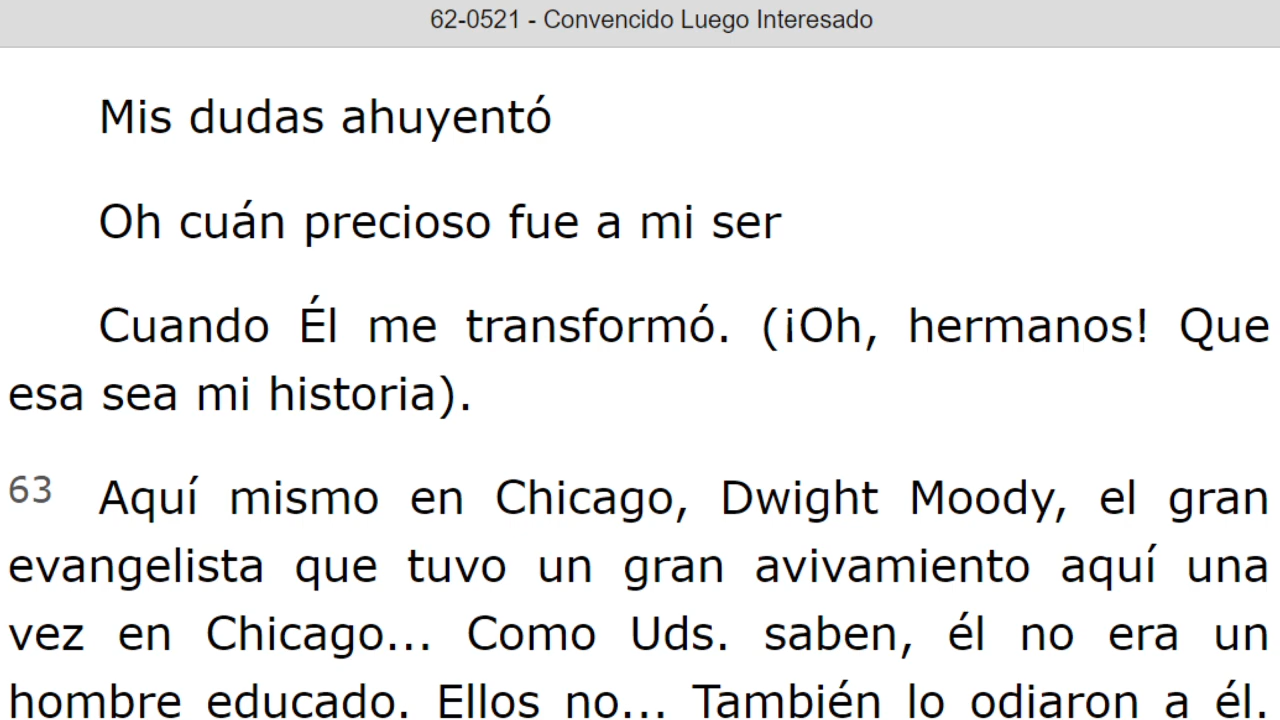 62-0521 - Convencido Luego Interesado
Mis dudas ahuyentó
Oh cuán precioso fue a mi ser
Cuando Él me transformó. (¡Oh, hermanos! Que
esa sea mi historia).
63 Aquí mismo en Chicago, Dwight Moody, el gran
evangelista que tuvo un gran avivamiento aquí una
vez en Chicago... Como Uds. saben, él no era un
hombre educado. Ellos no... También lo odiaron a él.